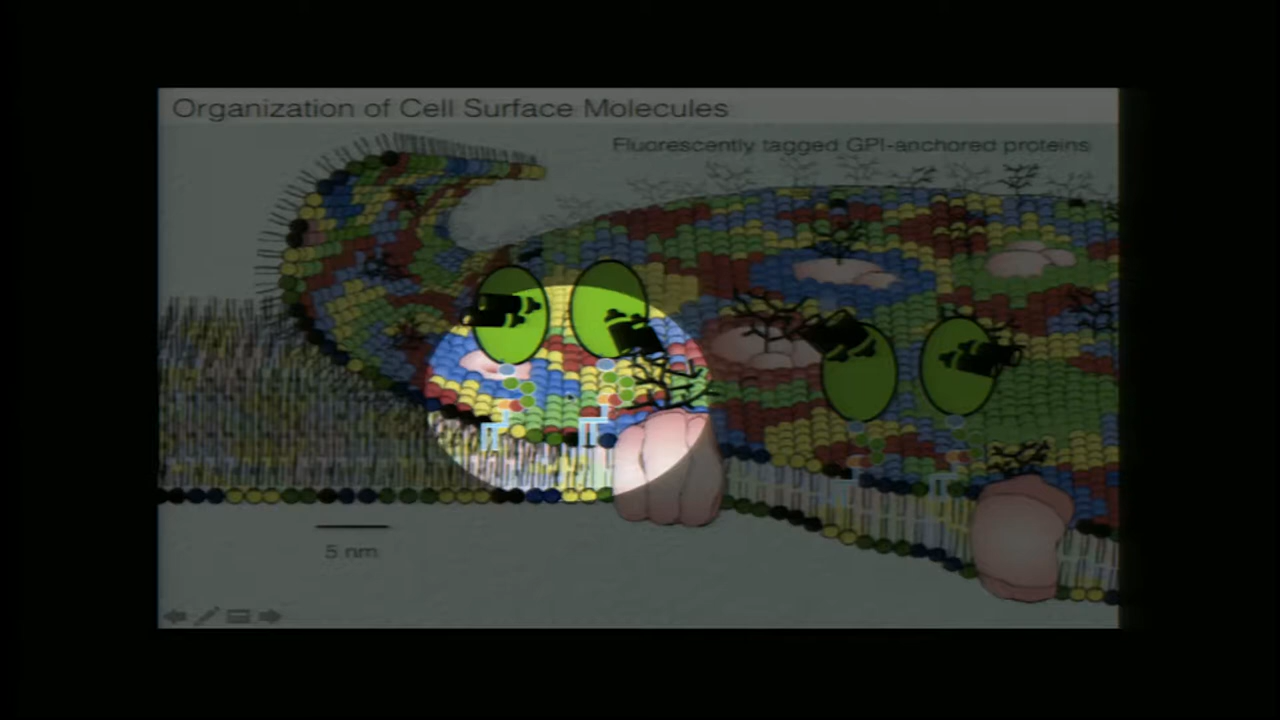 Organization of Cell Surface Molecules
Fluorescently tagged GPI-anchored proteins
5 nm